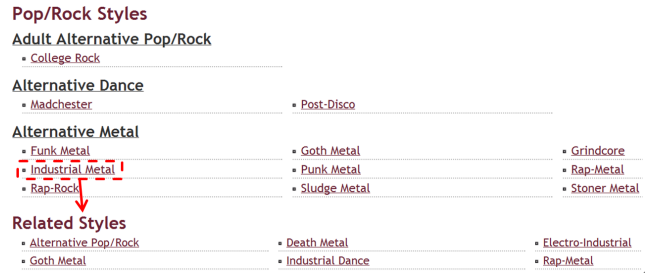 Pop/Rock Styles
Adult Alternative Pop/Rock
College Rock
Alternative Dance
Madchester Post-Disco
Alternative Metal
Funk Metal Goth Metal Grindcore
Industrial Metal Punk Metal Rap-Metal
Rap-Rock Sludge Metal Stoner Metal
Related Styles
Alternative Pop/Rock Death Metal Electro-Industrial
Goth Metal Industrial Dance Rap-Metal